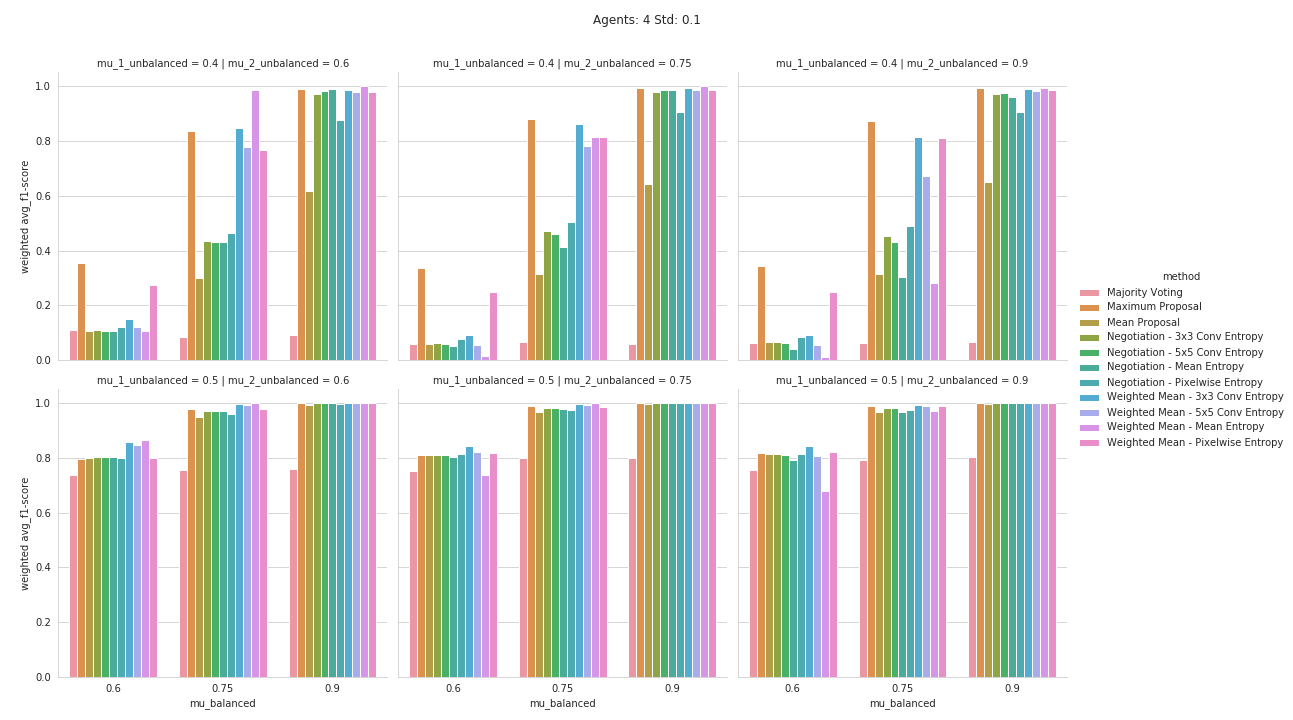 Agents: 4 Std: 0.1
mu_1_unbalanced = 0.4 | mu_2_unbalanced = 0.6
mu_1_unbalanced = 0.4 | mu_2_unbalanced = 0.75
mu_1_unbalanced = 0.4 | mu_2_unbalanced = 0.9
1.0
0.8
0.6
0.4
0.2
0.0
weighted avg_f1-score
mu_1_unbalanced = 0.5 | mu_2_unbalanced = 0.6
mu_1_unbalanced = 0.5 | mu_2_unbalanced = 0.75
mu_1_unbalanced = 0.5 | mu_2_unbalanced = 0.9
1.0
0.8
0.6
0.4
0.2
0.0
weighted avg_f1-score
0.6 0.75 0.9
mu_balanced
0.6 0.75 0.9
mu_balanced
0.6 0.75 0.9
mu_balanced
method
Majority Voting
Maximum Proposal
Mean Proposal
Negotiation - 3x3 Conv Entropy
Negotiation - 5x5 Conv Entropy
Negotiation - Mean Entropy
Negotiation - Pixelwise Entropy
Weighted Mean - 3x3 Conv Entropy
Weighted Mean - 5x5 Conv Entropy
Weighted Mean - Mean Entropy
Weighted Mean - Pixelwise Entropy